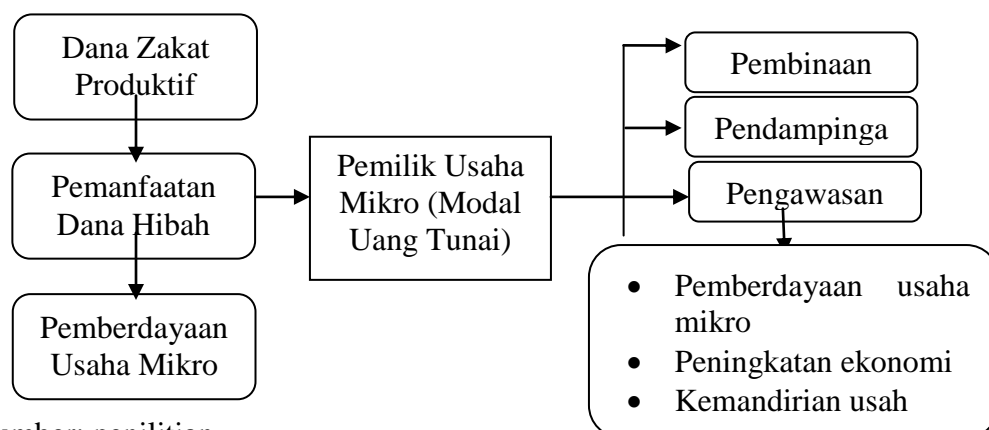 Dana Zakat
Produktif
Pemanfaatan
Dana Hibah
Pemberdayaan
Usaha Mikro
Pemilik Usaha
Mikro (Modal
Uang Tunai)
Pembinaan
Pendampinga
Pengawasan
• Pemberdayaan usaha
mikro
• Peningkatan ekonomi
• Kemandirian usah
penilitian